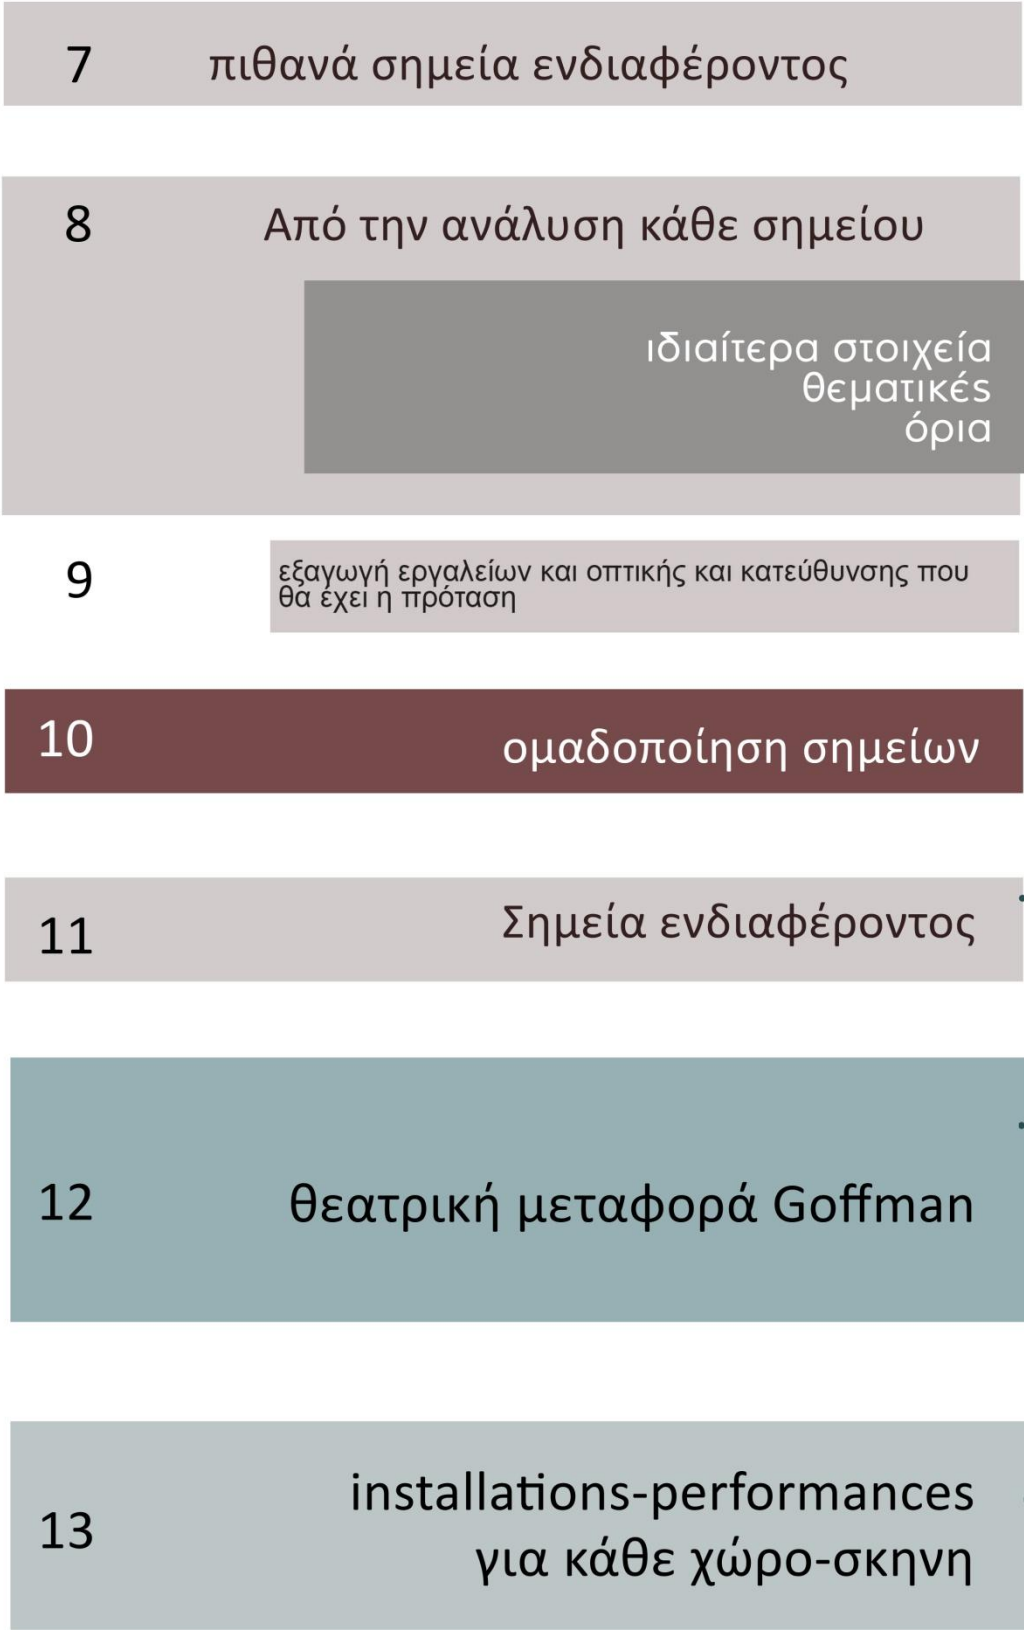 7 πιθανά σημεία ενδιαφέροντος
8 Από την ανάλυση κάθε σημείου
ιδιαίτερα στοιχεία
θεματικές
όρια
9 εξαγωγή εργαλείων και οπτικής και κατεύθυνσης που
θα έχει η πρόταση
10 ομαδοποίηση σημείων
11 Σημεία ενδιαφέροντος
12 θεατρική μεταφορά Goffman
13 installations-performances
για κάθε χώρο-σκηνη